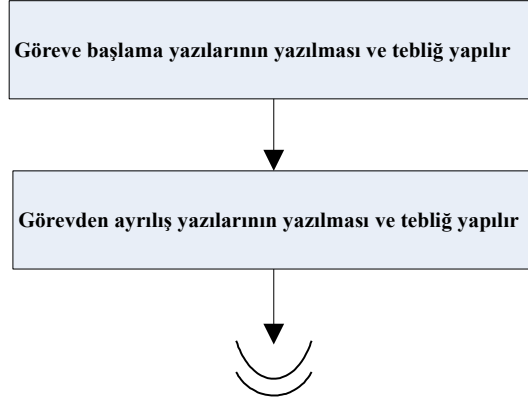 Göreve başlama yazılarının yazılması ve tebliğ yapılır
Görevden ayrılış yazılarının yazılması ve tebliğ yapılır